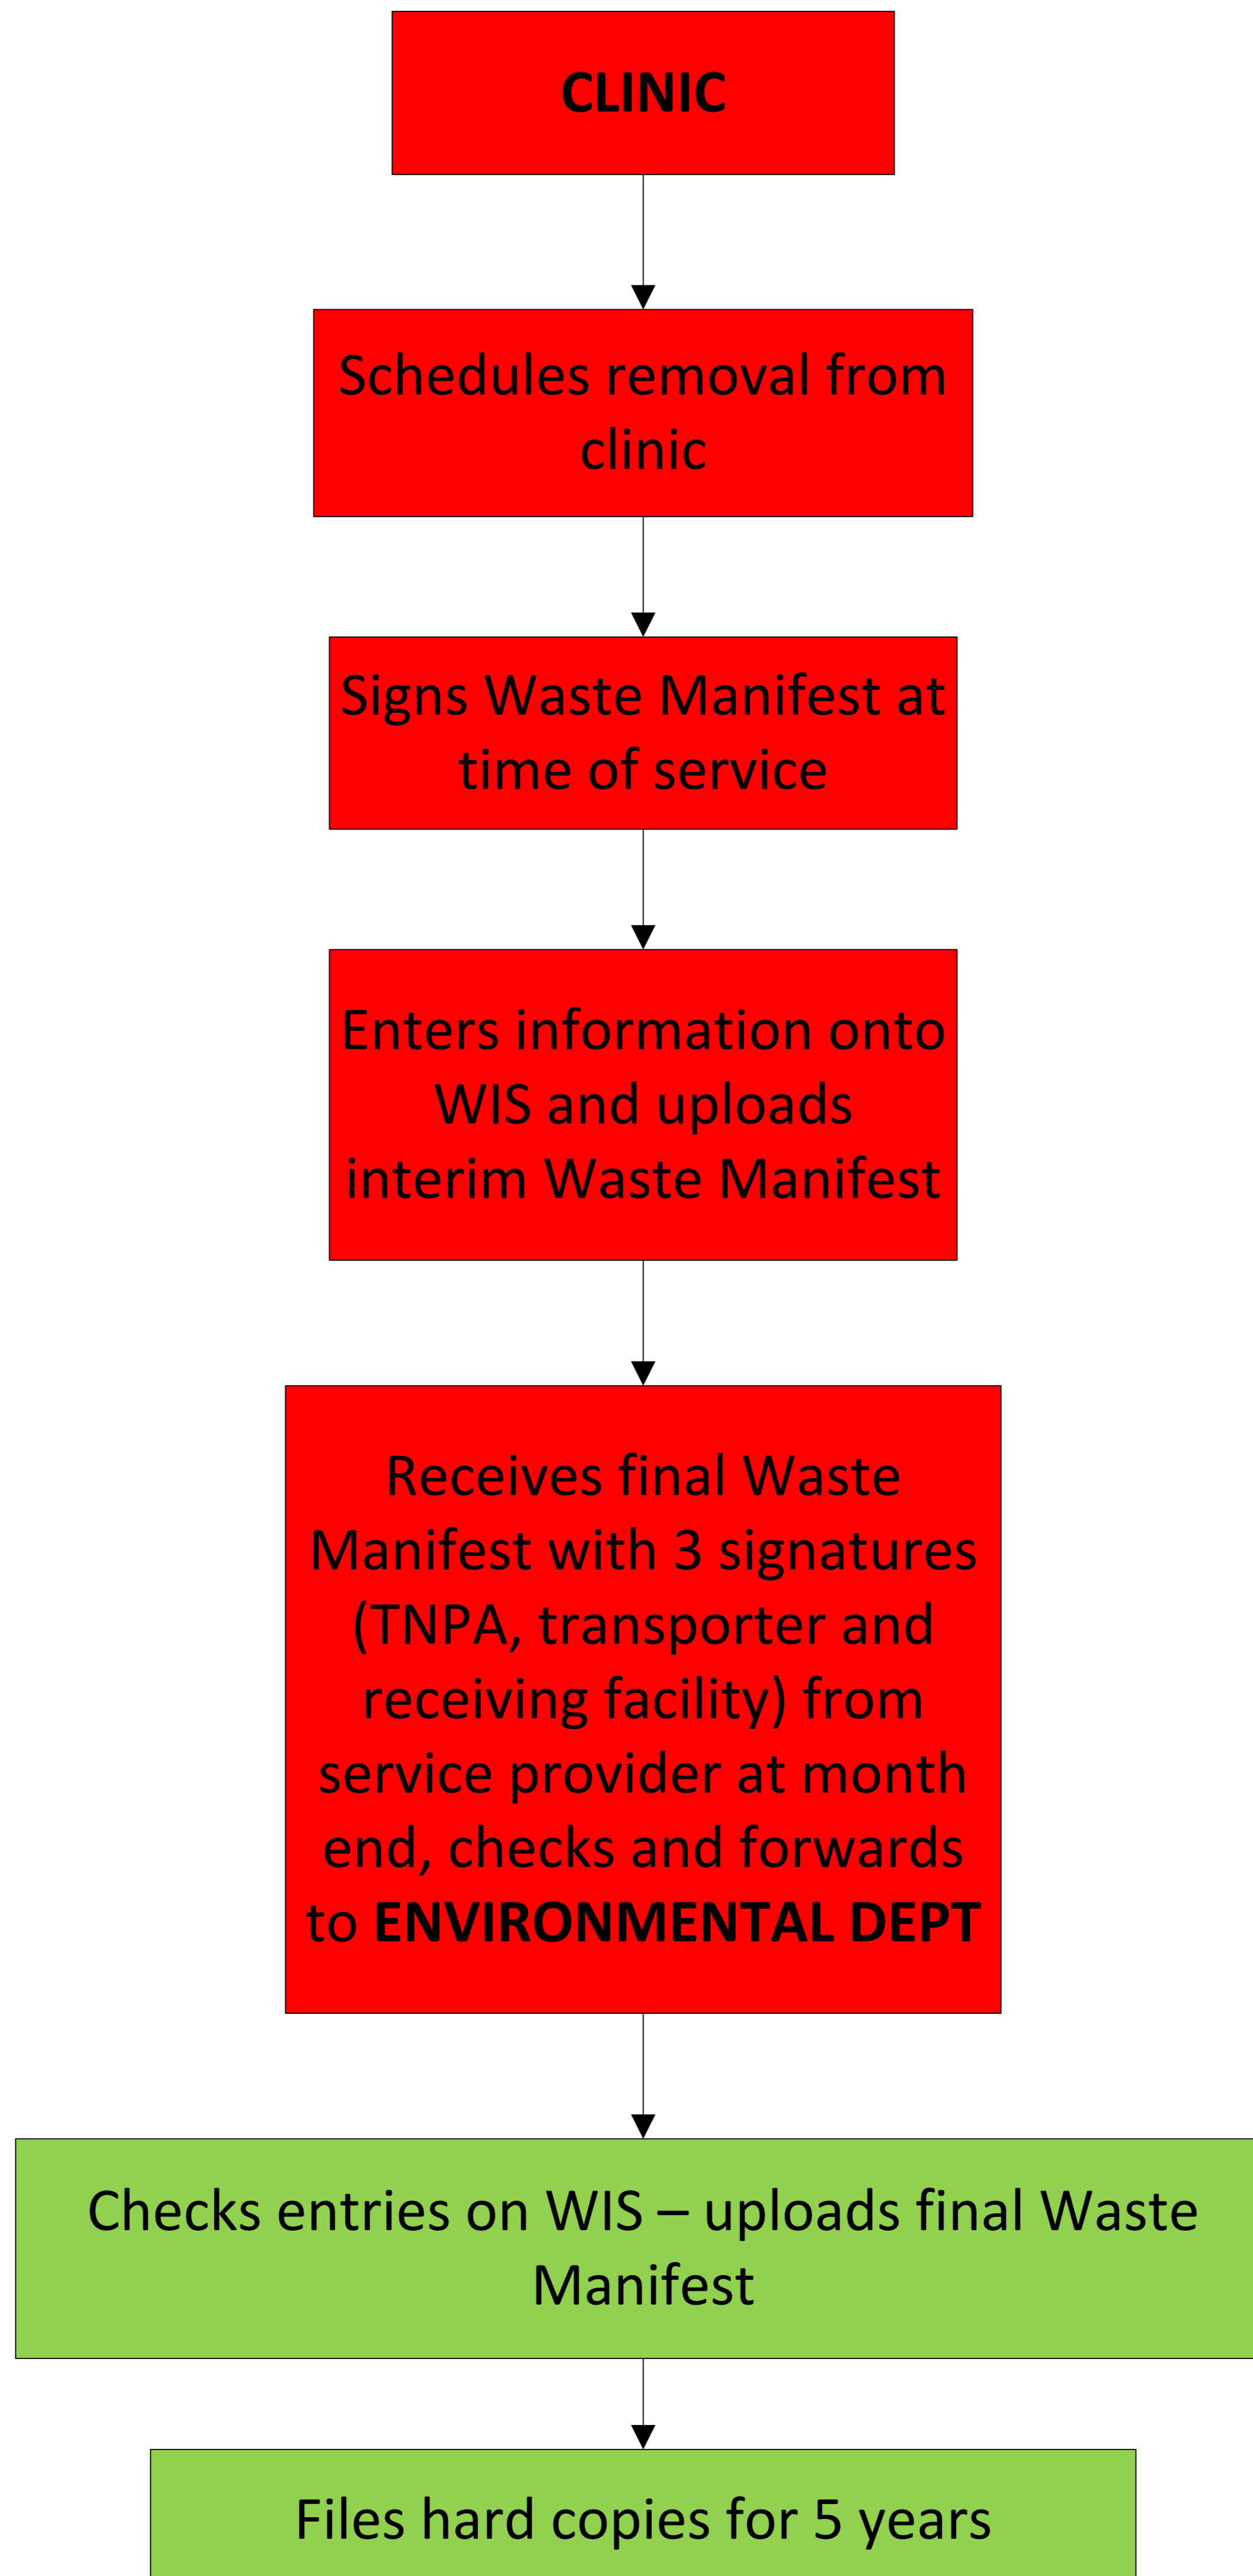 CLINIC
Schedules removal from
clinic
Signs Waste Manifest at
time of service
Enters information onto
WIS and uploads
interim Waste Manifest
Receives final Waste
Manifest with 3 signatures
(TNPA, transporter and
receiving facility) from
service provider at month
end, checks and forwards
to ENVIRONMENTAL DEPT
Checks entries on WIS – uploads final Waste
Manifest
Files hard copies for 5 years